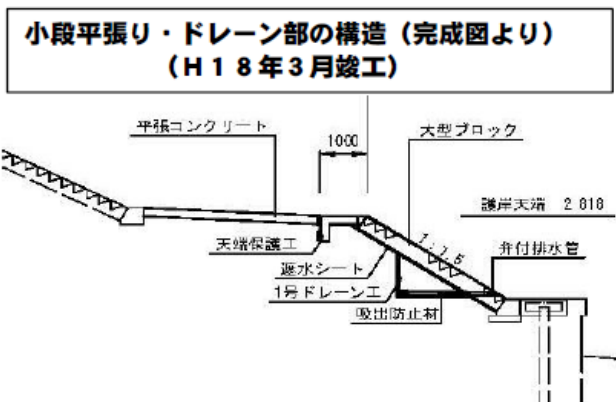 小段平張り・ドレーン部の構造（完成図より）
（Ｈ１８年３月竣工）
平張コンクリート
1000
大型ブロック
護岸天端 2 818
天端保護工
1:1.5
弁付排水管
遮水シート
1号ドレーン工
吸出防止材